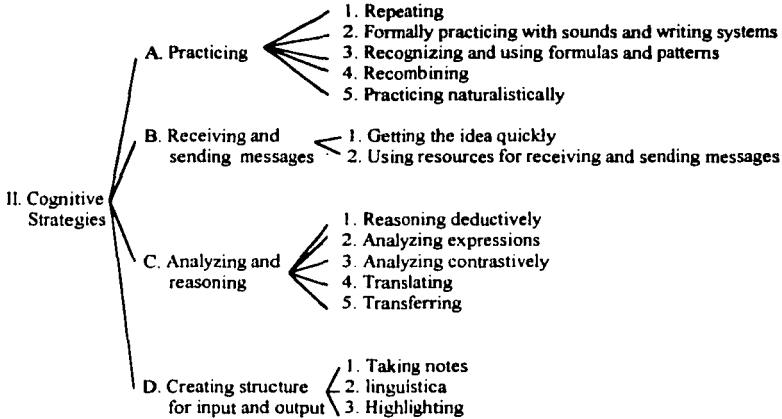 1. Repeating
2. Formally practicing with sounds and writing systems
A. Practicing
3. Recognizing and using formulas and patterns
4. Recombining
5. Practicing naturalistically
B. Receiving and
sending messages
1. Getting the idea quickly
2. Using resources for receiving and sending messages
II. Cognitive
Strategies
C. Analyzing and
reasoning
1. Reasoning deductively
2. Analyzing expressions
3. Analyzing contrastively
4. Translating
5. Transferring
D. Creating structure
for input and output
1. Taking notes
2. linguistica
3. Highlighting